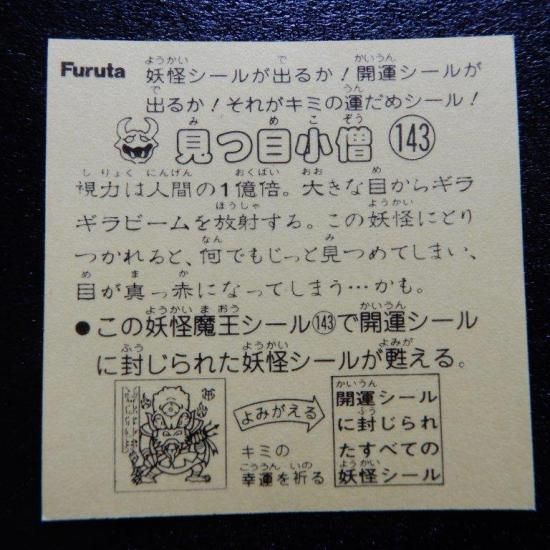 Furuta
妖怪シールが出るか!開運シールが
出るか!それがキミの運だめシール!
見つ目小僧 143
視力は人間の1億倍。大きな目からギラ
ギラビームを放射する。この妖怪にとり
つかれると、何でもじっと見つめてしまい、
目が真っ赤になってしまう…かも。
●この妖怪魔王シール143で開運シール
に封じられた妖怪シールが甦える。
よみがえる
キミの
幸運を祈る
開運シール
に封じられ
たすべての
妖怪シール